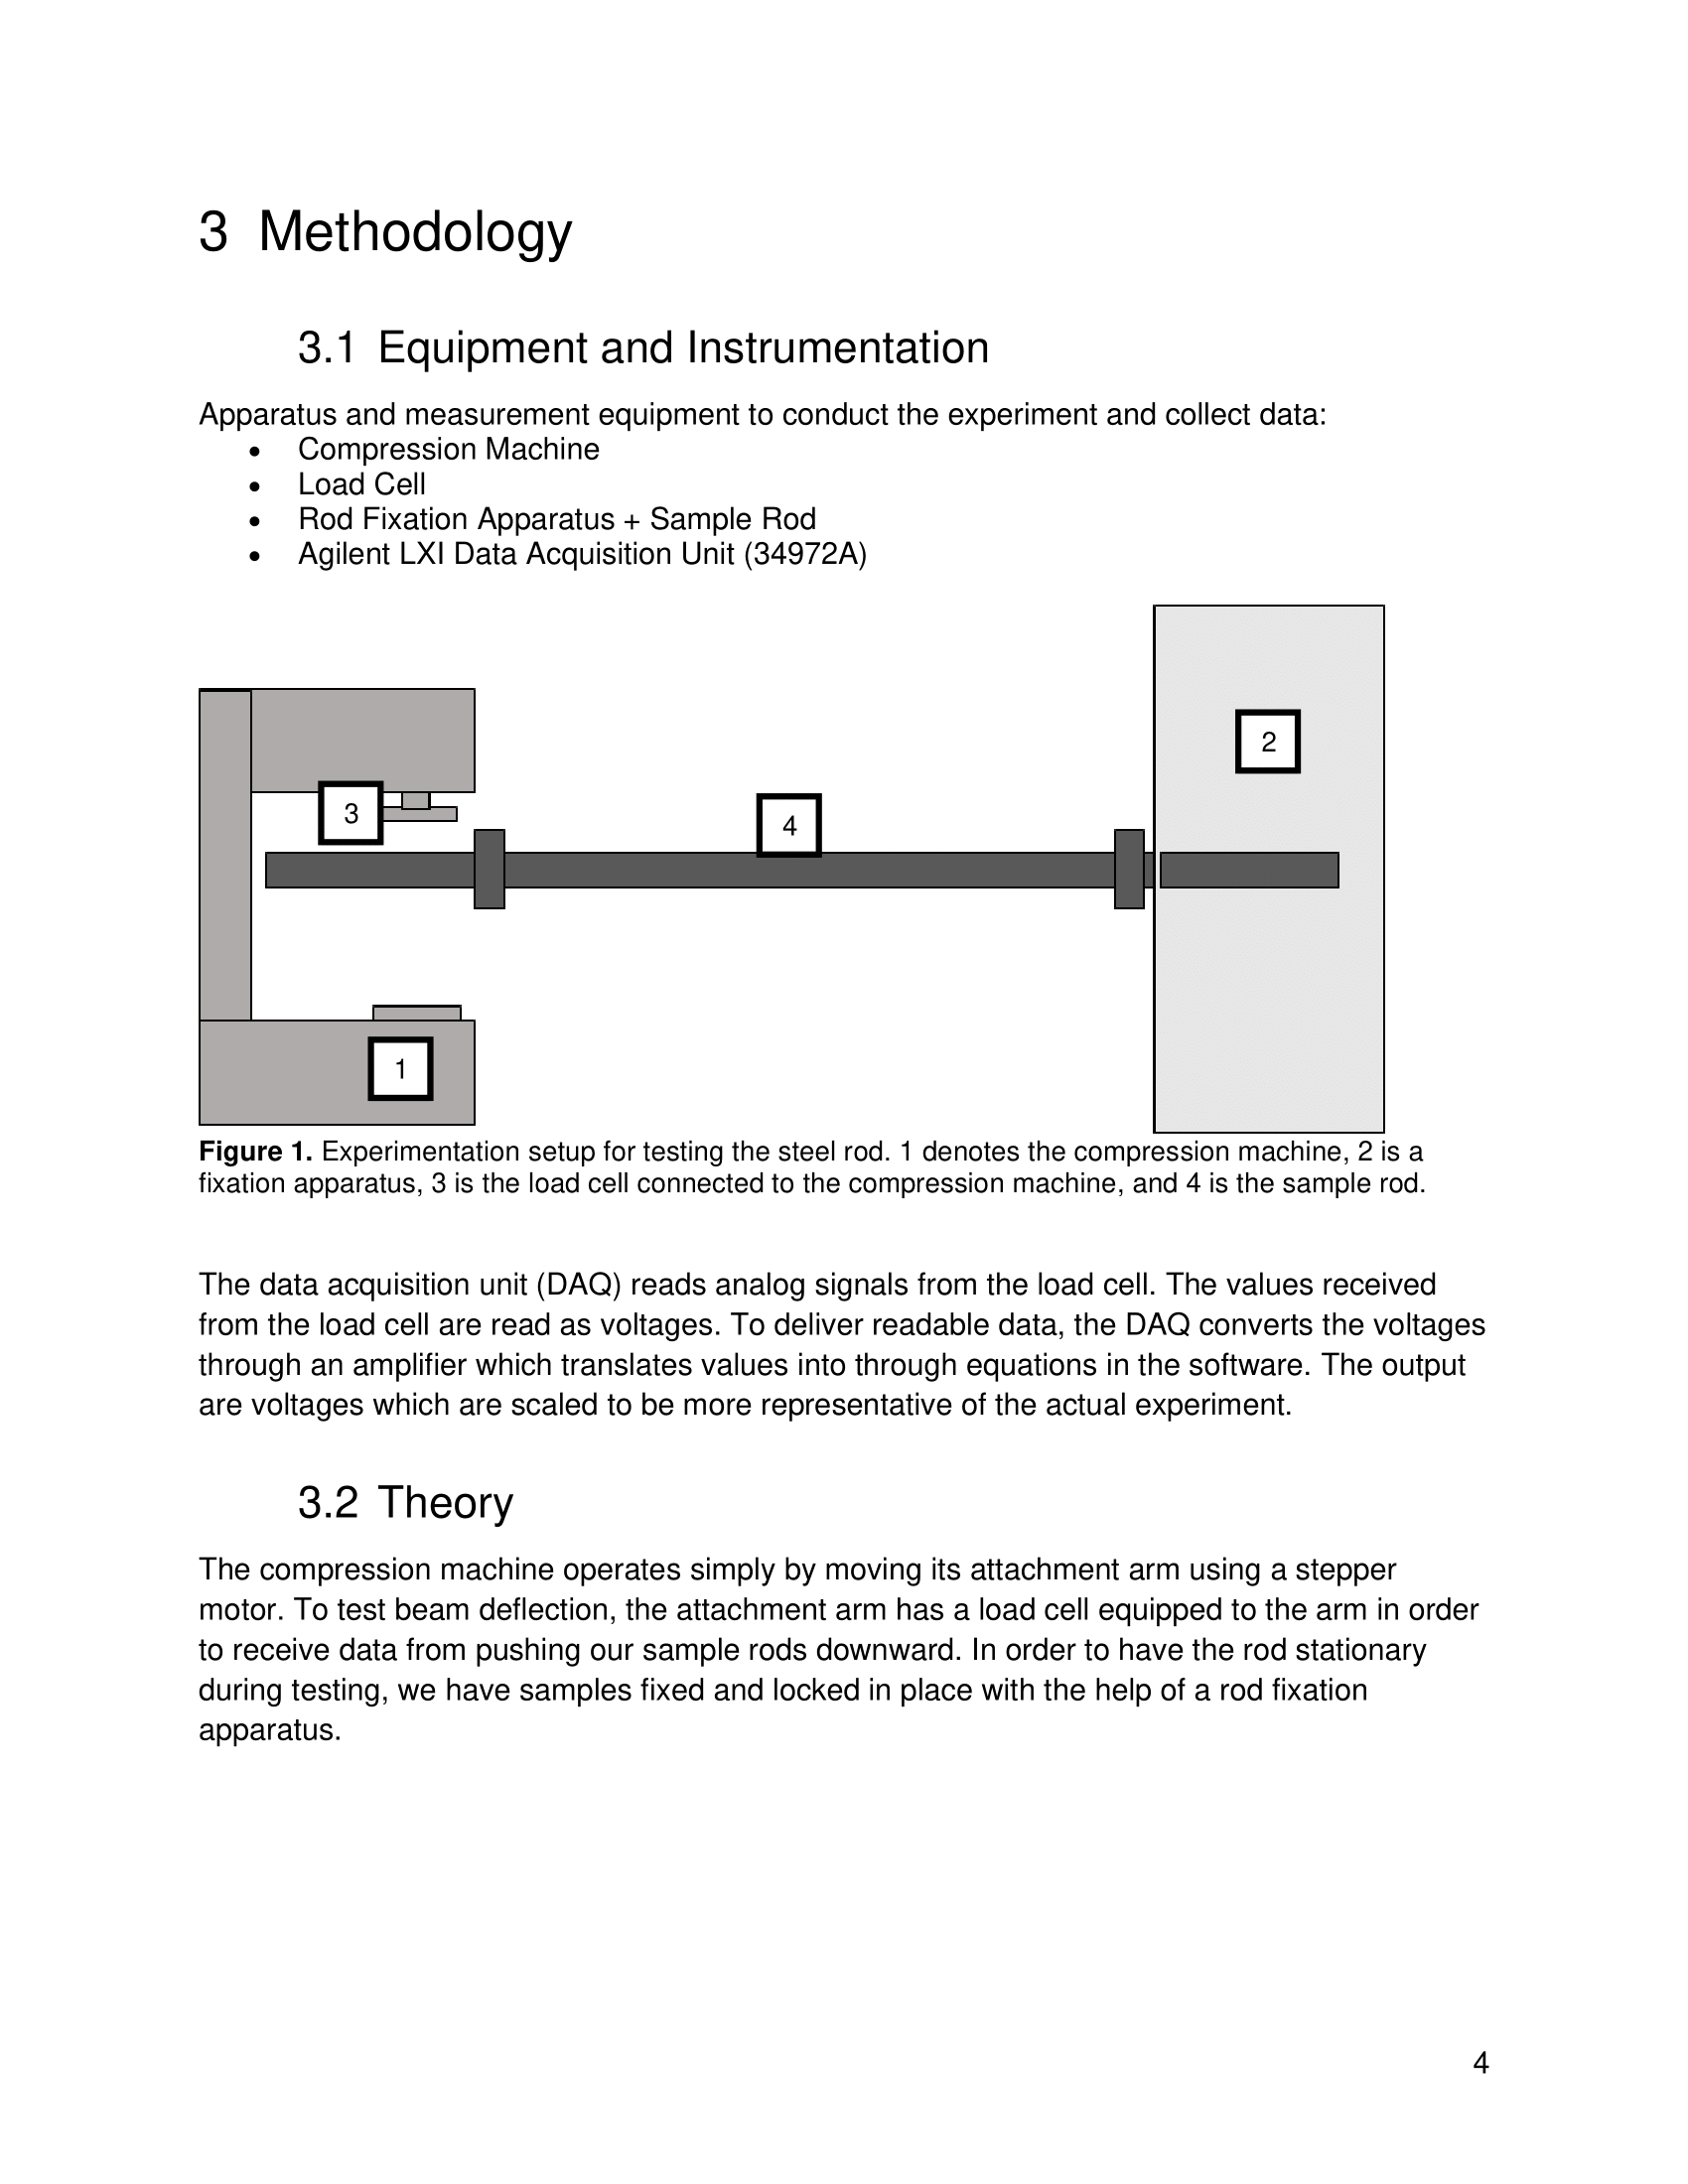 3 Methodology
3.1 Equipment and Instrumentation
Apparatus and measurement equipment to conduct the experiment and collect data:
• Compression Machine
• Load Cell
• Rod Fixation Apparatus + Sample Rod
• Agilent LXI Data Acquisition Unit (34972A)
2
3
4
1
Figure 1. Experimentation setup for testing the steel rod. 1 denotes the compression machine, 2 is a
fixation apparatus, 3 is the load cell connected to the compression machine, and 4 is the sample rod.
The data acquisition unit (DAQ) reads analog signals from the load cell. The values received
from the load cell are read as voltages. To deliver readable data, the DAQ converts the voltages
through an amplifier which translates values into through equations in the software. The output
are voltages which are scaled to be more representative of the actual experiment.
3.2 Theory
The compression machine operates simply by moving its attachment arm using a stepper
motor. To test beam deflection, the attachment arm has a load cell equipped to the arm in order
to receive data from pushing our sample rods downward. In order to have the rod stationary
during testing, we have samples fixed and locked in place with the help of a rod fixation
apparatus.
4